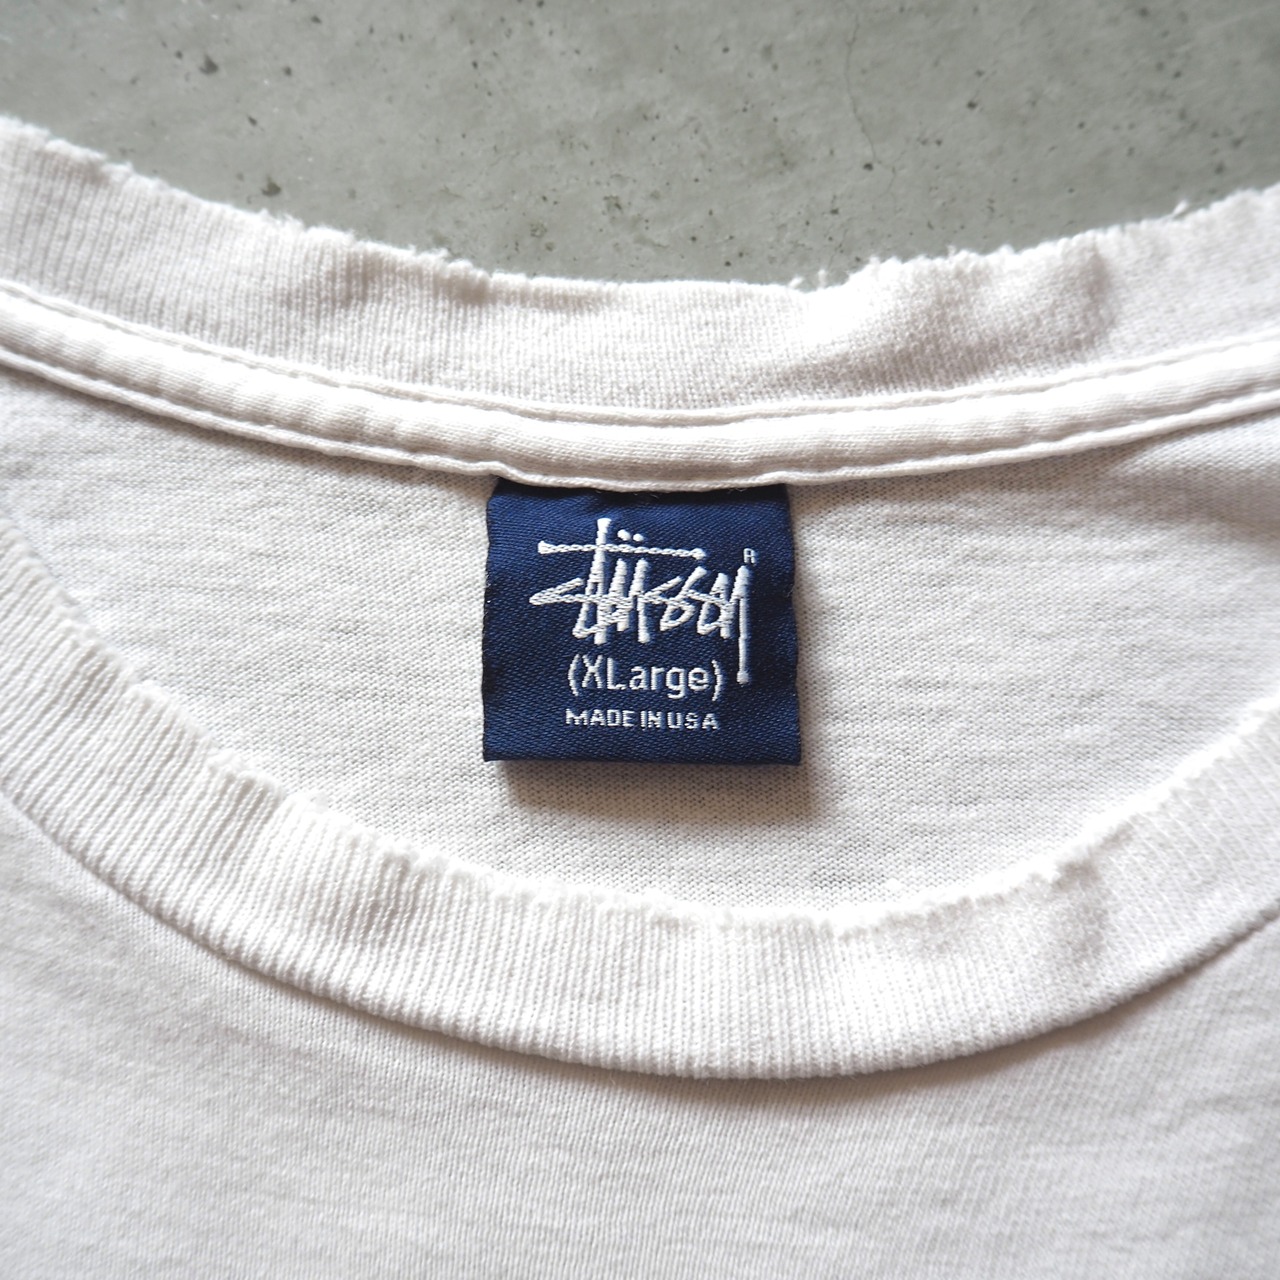 stüssy
R
(XLarge)
MADE IN USA